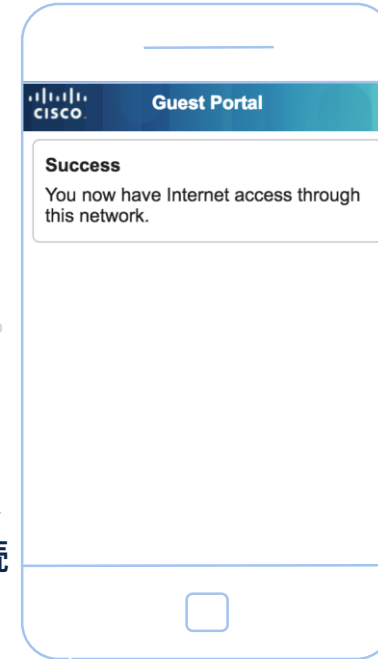 CISCO
Guest Portal
Success
You now have Internet access through
this network.